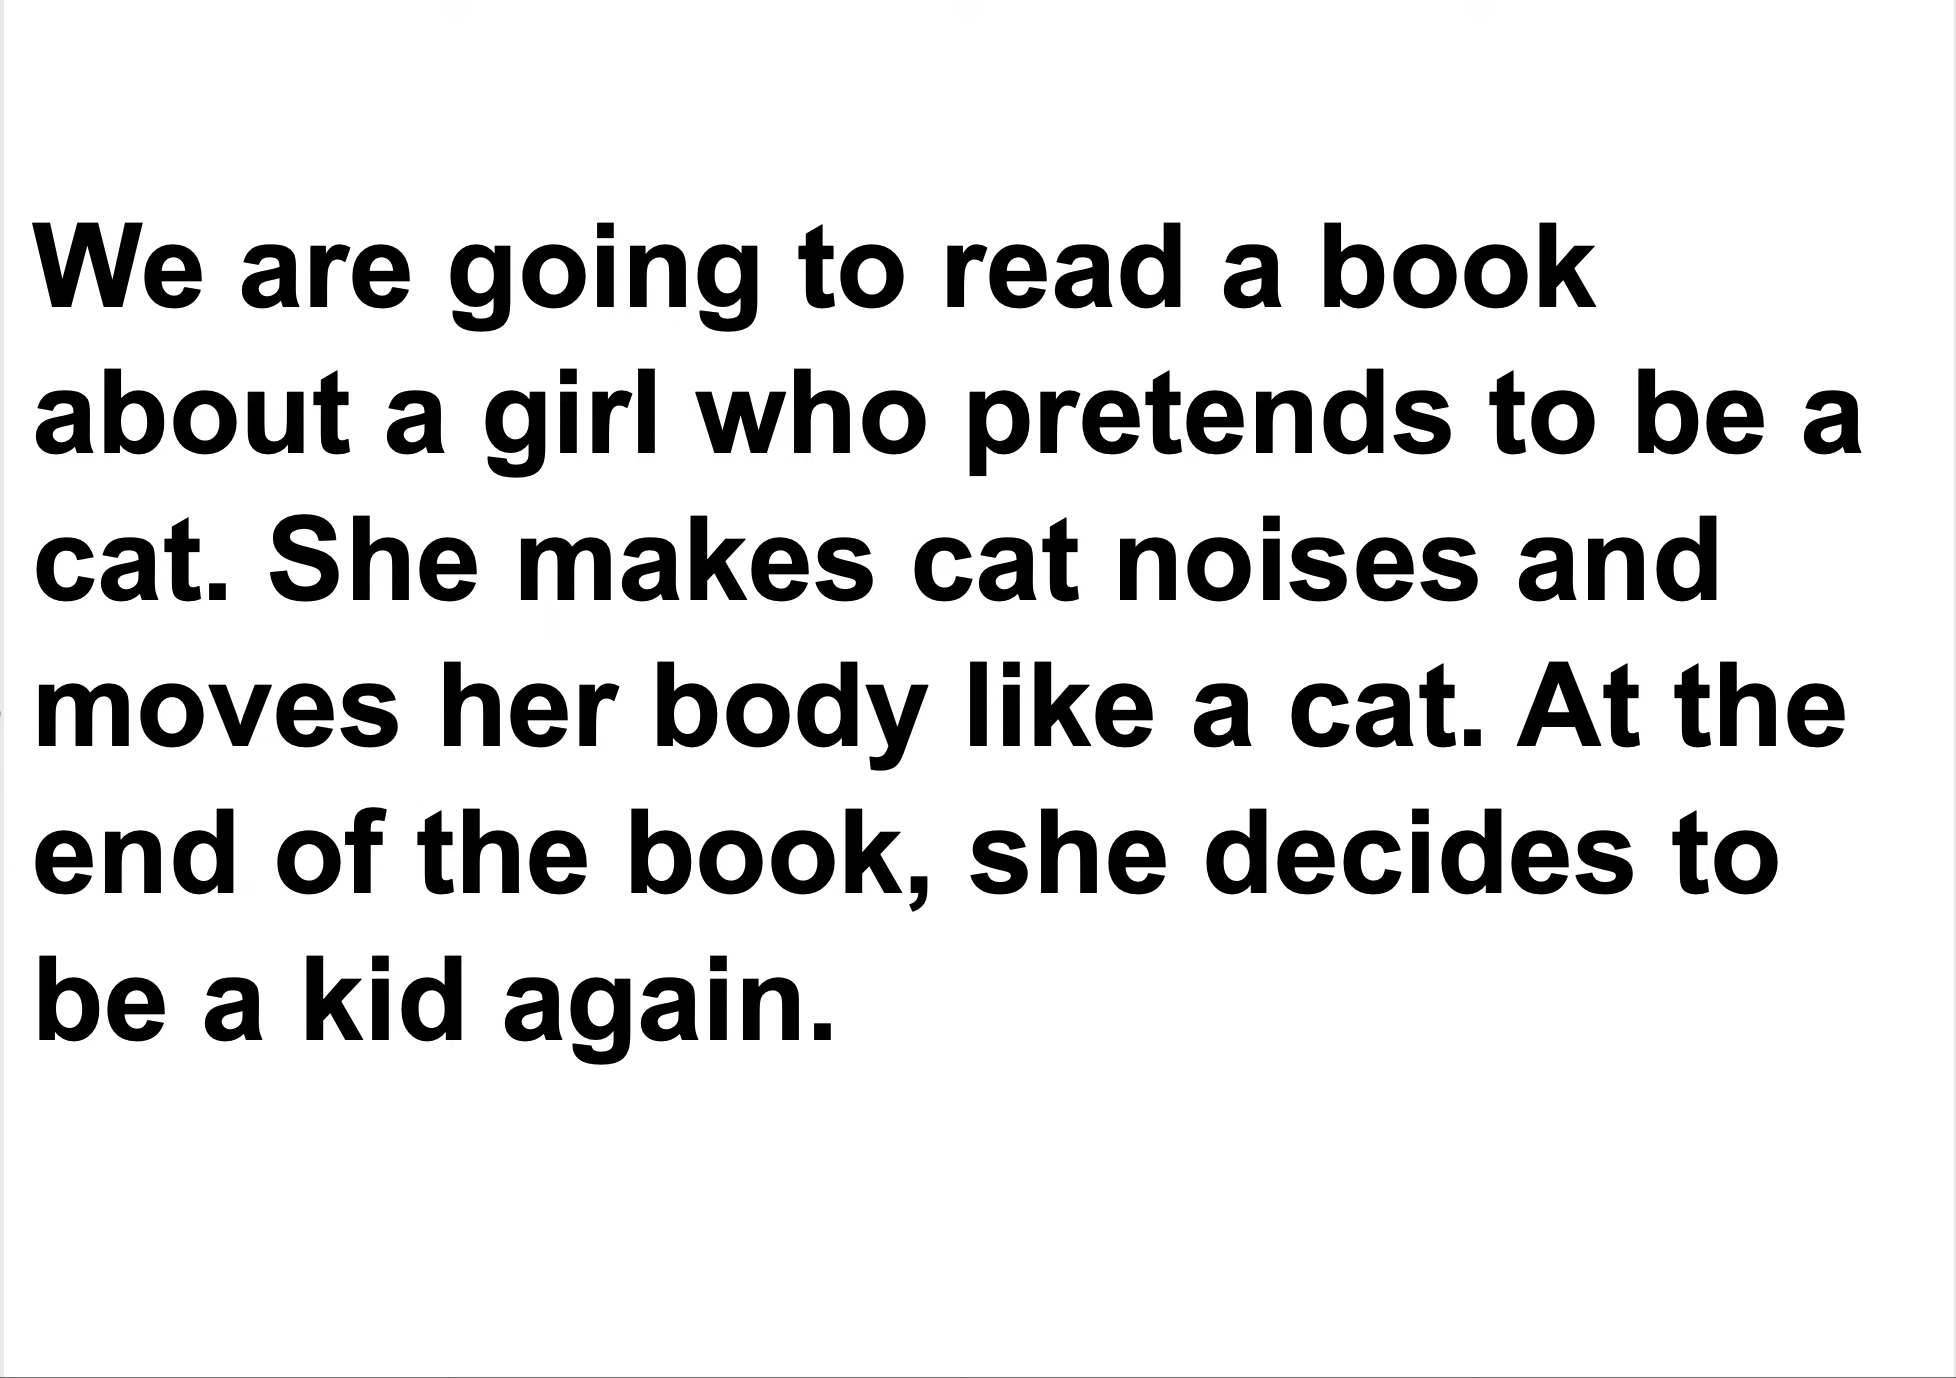 We are going to read a book
about a girl who pretends to be a
cat. She makes cat noises and
moves her body like a cat. At the
end of the book, she decides to
be a kid again.